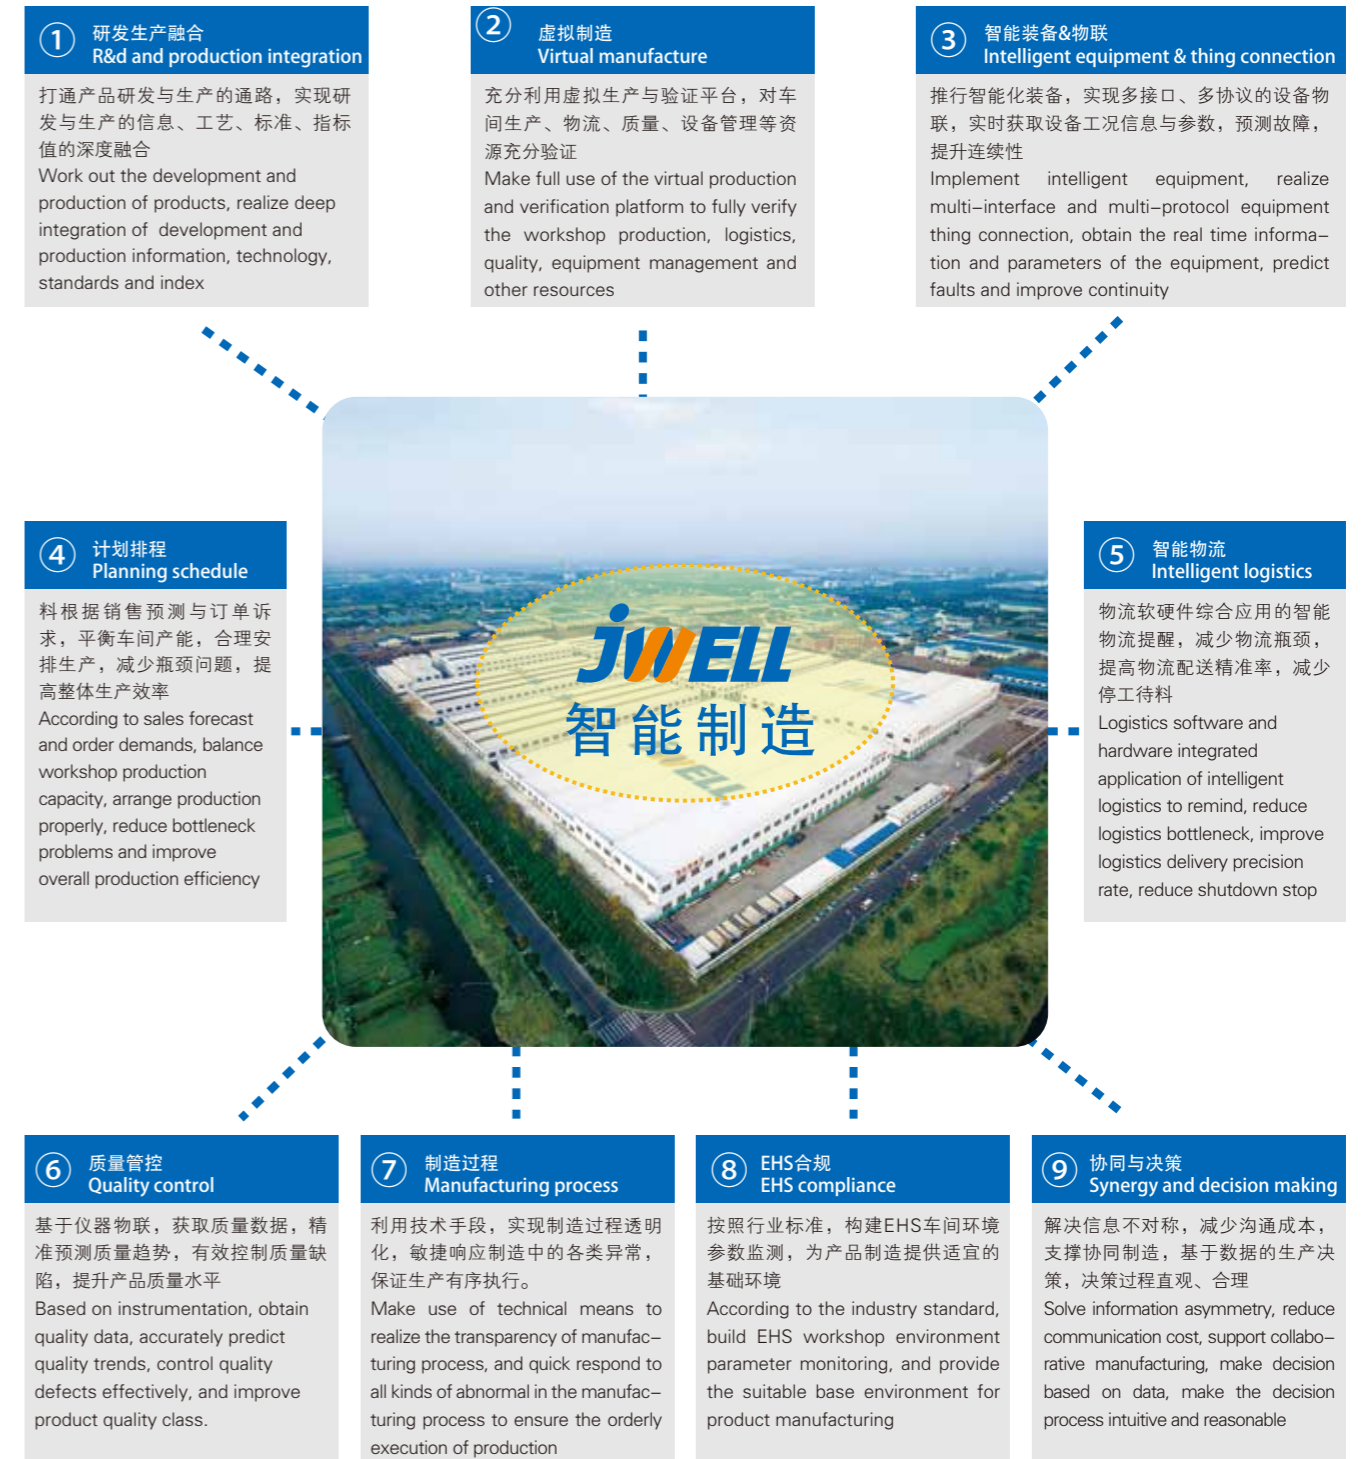 ① 研发生产融合
R&d and production integration
打通产品研发与生产的通路，实现研
发与生产的信息、工艺、标准、指标
值的深度融合
Work out the development and
production of products, realize deep
integration of development and
production information, technology,
standards and index
② 虚拟制造
Virtual manufacture
充分利用虚拟生产与验证平台，对车
间生产、物流、质量、设备管理等资
源充分验证
Make full use of the virtual production
and verification platform to fully verify
the workshop production, logistics,
quality, equipment management and
other resources
③ 智能装备&物联
Intelligent equipment & thing connection
推行智能化装备，实现多接口、多协议的设备物
联，实时获取设备工况信息与参数，预测故障，
提升连续性
Implement intelligent equipment, realize
multi-interface and multi-protocol equipment
thing connection, obtain the real time informa-
tion and parameters of the equipment, predict
faults and improve continuity
④ 计划排程
Planning schedule
料根据销售预测与订单诉
求，平衡车间产能，合理安
排生产，减少瓶颈问题，提
高整体生产效率
According to sales forecast
and order demands, balance
workshop production
capacity, arrange production
properly, reduce bottleneck
problems and improve
overall production efficiency
JWELL
智能制造
JWELL
⑤ 智能物流
Intelligent logistics
物流软硬件综合应用的智能
物流提醒，减少物流瓶颈，
提高物流配送精准率，减少
停工待料
Logistics software and
hardware integrated
application of intelligent
logistics to remind, reduce
logistics bottleneck, improve
logistics delivery precision
rate, reduce shutdown stop
⑥ 质量管控
Quality control
基于仪器物联，获取质量数据，精
准预测质量趋势，有效控制质量缺
陷，提升产品质量水平
Based on instrumentation, obtain
quality data, accurately predict
quality trends, control quality
defects effectively, and improve
product quality class.
⑦ 制造过程
Manufacturing process
利用技术手段，实现制造过程透明
化，敏捷响应制造中的各类异常，
保证生产有序执行。
Make use of technical means to
realize the transparency of manufac-
turing process, and quick respond to
all kinds of abnormal in the manufac-
turing process to ensure the orderly
execution of production
⑧ EHS合规
EHS compliance
按照行业标准，构建EHS车间环境
参数监测，为产品制造提供适宜的
基础环境
According to the industry standard,
build EHS workshop environment
parameter monitoring, and provide
the suitable base environment for
product manufacturing
⑨ 协同与决策
Synergy and decision making
解决信息不对称，减少沟通成本，
支撑协同制造，基于数据的生产决
策，决策过程直观、合理
Solve information asymmetry, reduce
communication cost, support collabo-
rative manufacturing, make decision
based on data, make the decision
process intuitive and reasonable